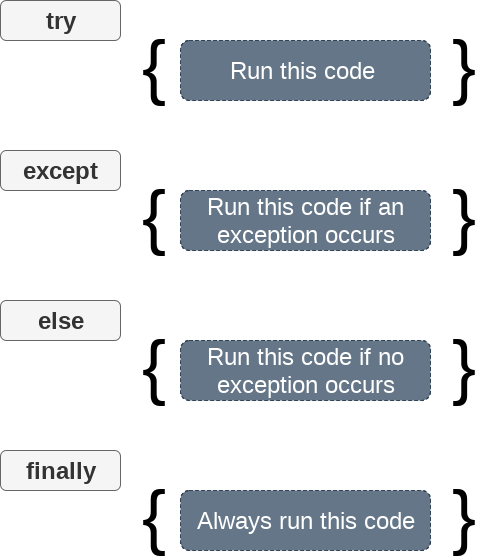 try
{ Run this code }
except
{ Run this code if an
exception occurs }
else
{ Run this code if no
exception occurs }
finally
{ Always run this code }